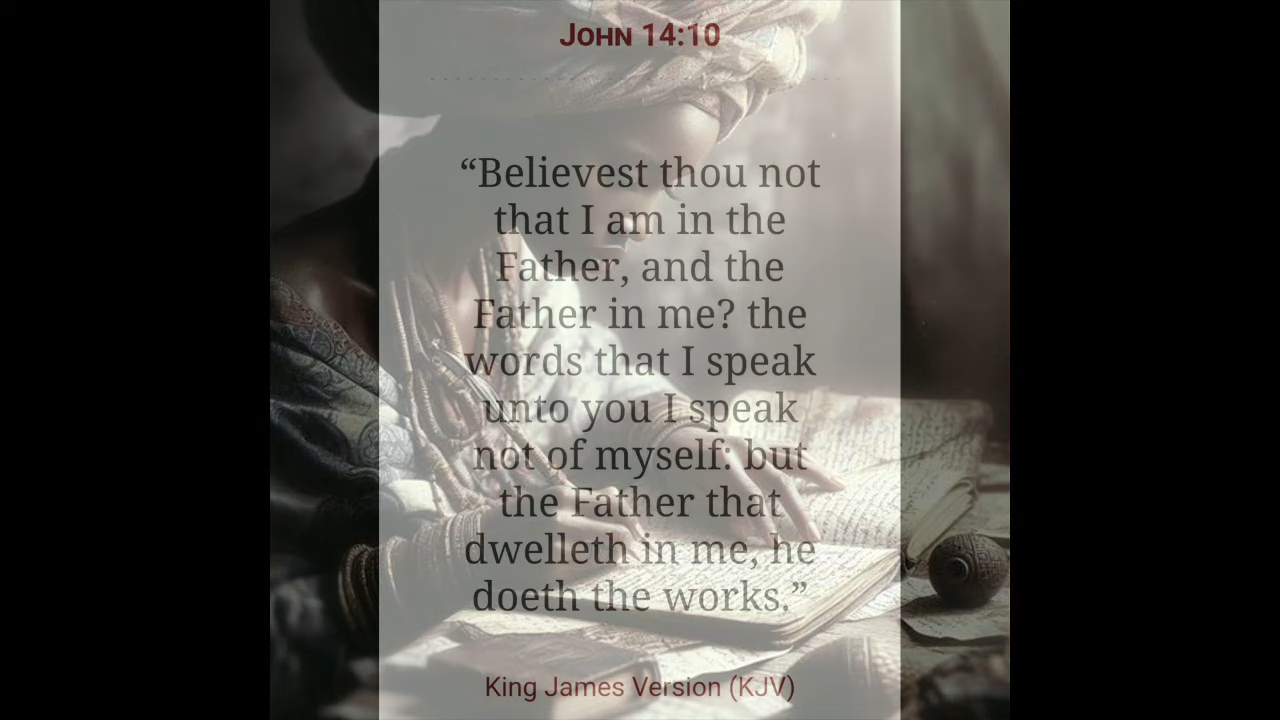 John 14:10
“Believest thou not
that I am in the
Father, and the
Father in me? the
words that I speak
unto you I speak
not of myself: but
the Father that
dwelleth in me, he
doeth the works.”
King James Version (KJV)